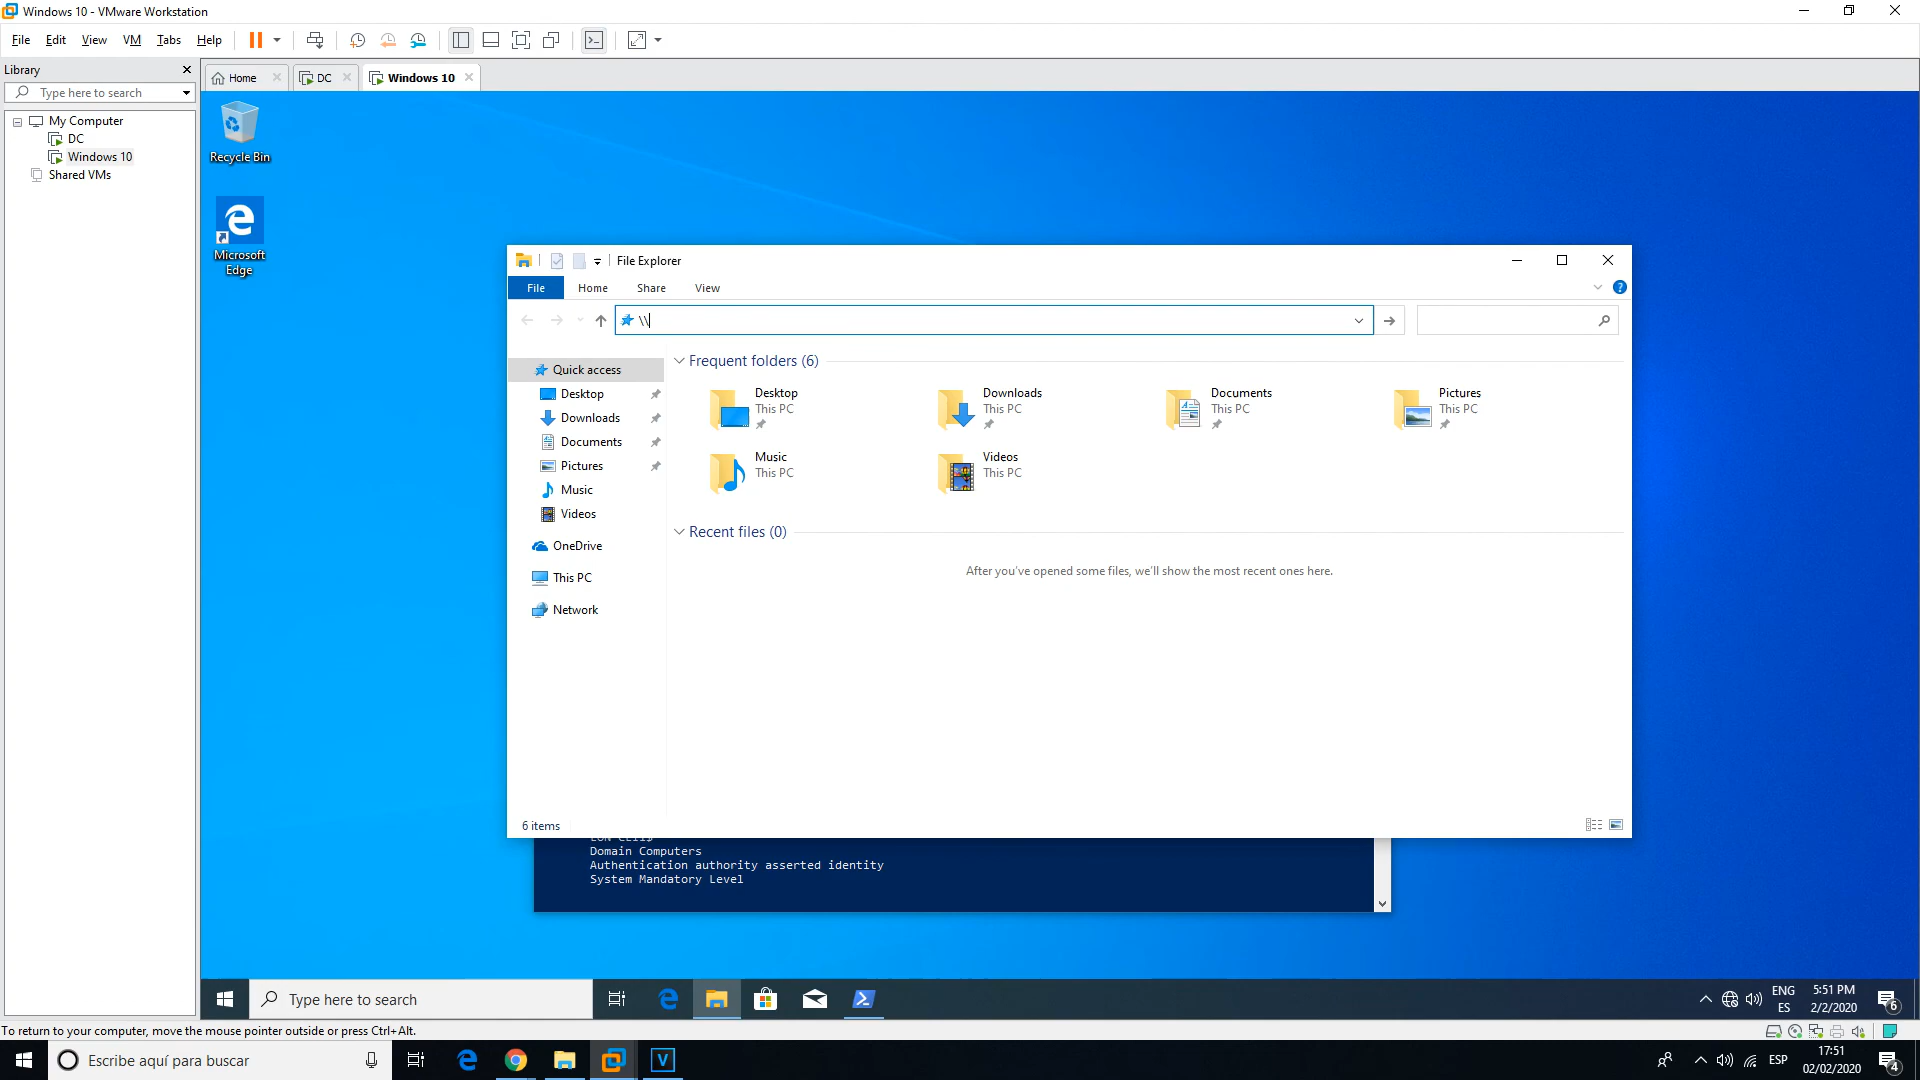 Windows 10 - VMware Workstation
File Edit View VM Tabs Help
Library
Type here to search
My Computer
DC
Windows 10
Shared VMs
Home DC Windows 10
Recycle Bin
Microsoft
Edge
File Explorer
File Home Share View
\\
Quick access
Desktop
Downloads
Documents
Pictures
Music
Videos
OneDrive
This PC
Network
Frequent folders (6)
Desktop
This PC
Downloads
This PC
Documents
This PC
Pictures
This PC
Music
This PC
Videos
This PC
Recent files (0)
After you've opened some files, we'll show the most recent ones here.
6 items
Domain Computers
Authentication authority asserted identity
System Mandatory Level
Type here to search
ENG
ES
5:51 PM
2/2/2020
6
To return to your computer, move the mouse pointer outside or press Ctrl+Alt.
Escribe aquí para buscar
V
ESP
17:51
02/02/2020
4